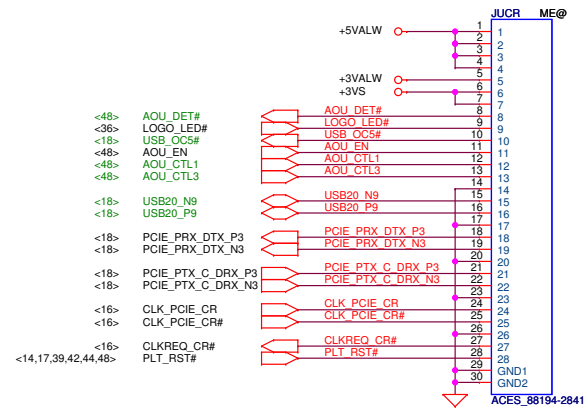 JUCR ME@
+5VALW 1 1
2 2
3 3
4 4
+3VALW 5 5
+3VS 6 6
7 7
<48> AOU_DET# AOU_DET# 8 8
<36> LOGO_LED# LOGO_LED# 9 9
<18> USB_OC5# USB_OC5# 10 10
<48> AOU_EN AOU_EN 11 11
<48> AOU_CTL1 AOU_CTL1 12 12
<48> AOU_CTL3 AOU_CTL3 13 13
14 14
<18> USB20_N9 USB20_N9 15 15
<18> USB20_P9 USB20_P9 16 16
17 17
<18> PCIE_PRX_DTX_P3 PCIE_PRX_DTX_P3 18 18
<18> PCIE_PRX_DTX_N3 PCIE_PRX_DTX_N3 19 19
20 20
<18> PCIE_PTX_C_DRX_P3 PCIE_PTX_C_DRX_P3 21 21
<18> PCIE_PTX_C_DRX_N3 PCIE_PTX_C_DRX_N3 22 22
23 23
<16> CLK_PCIE_CR CLK_PCIE_CR 24 24
<16> CLK_PCIE_CR# CLK_PCIE_CR# 25 25
26 26
<16> CLKREQ_CR# CLKREQ_CR# 27 27
<14,17,39,42,44,48> PLT_RST# PLT_RST# 28 28
29 GND1
30 GND2
ACES_88194-2841